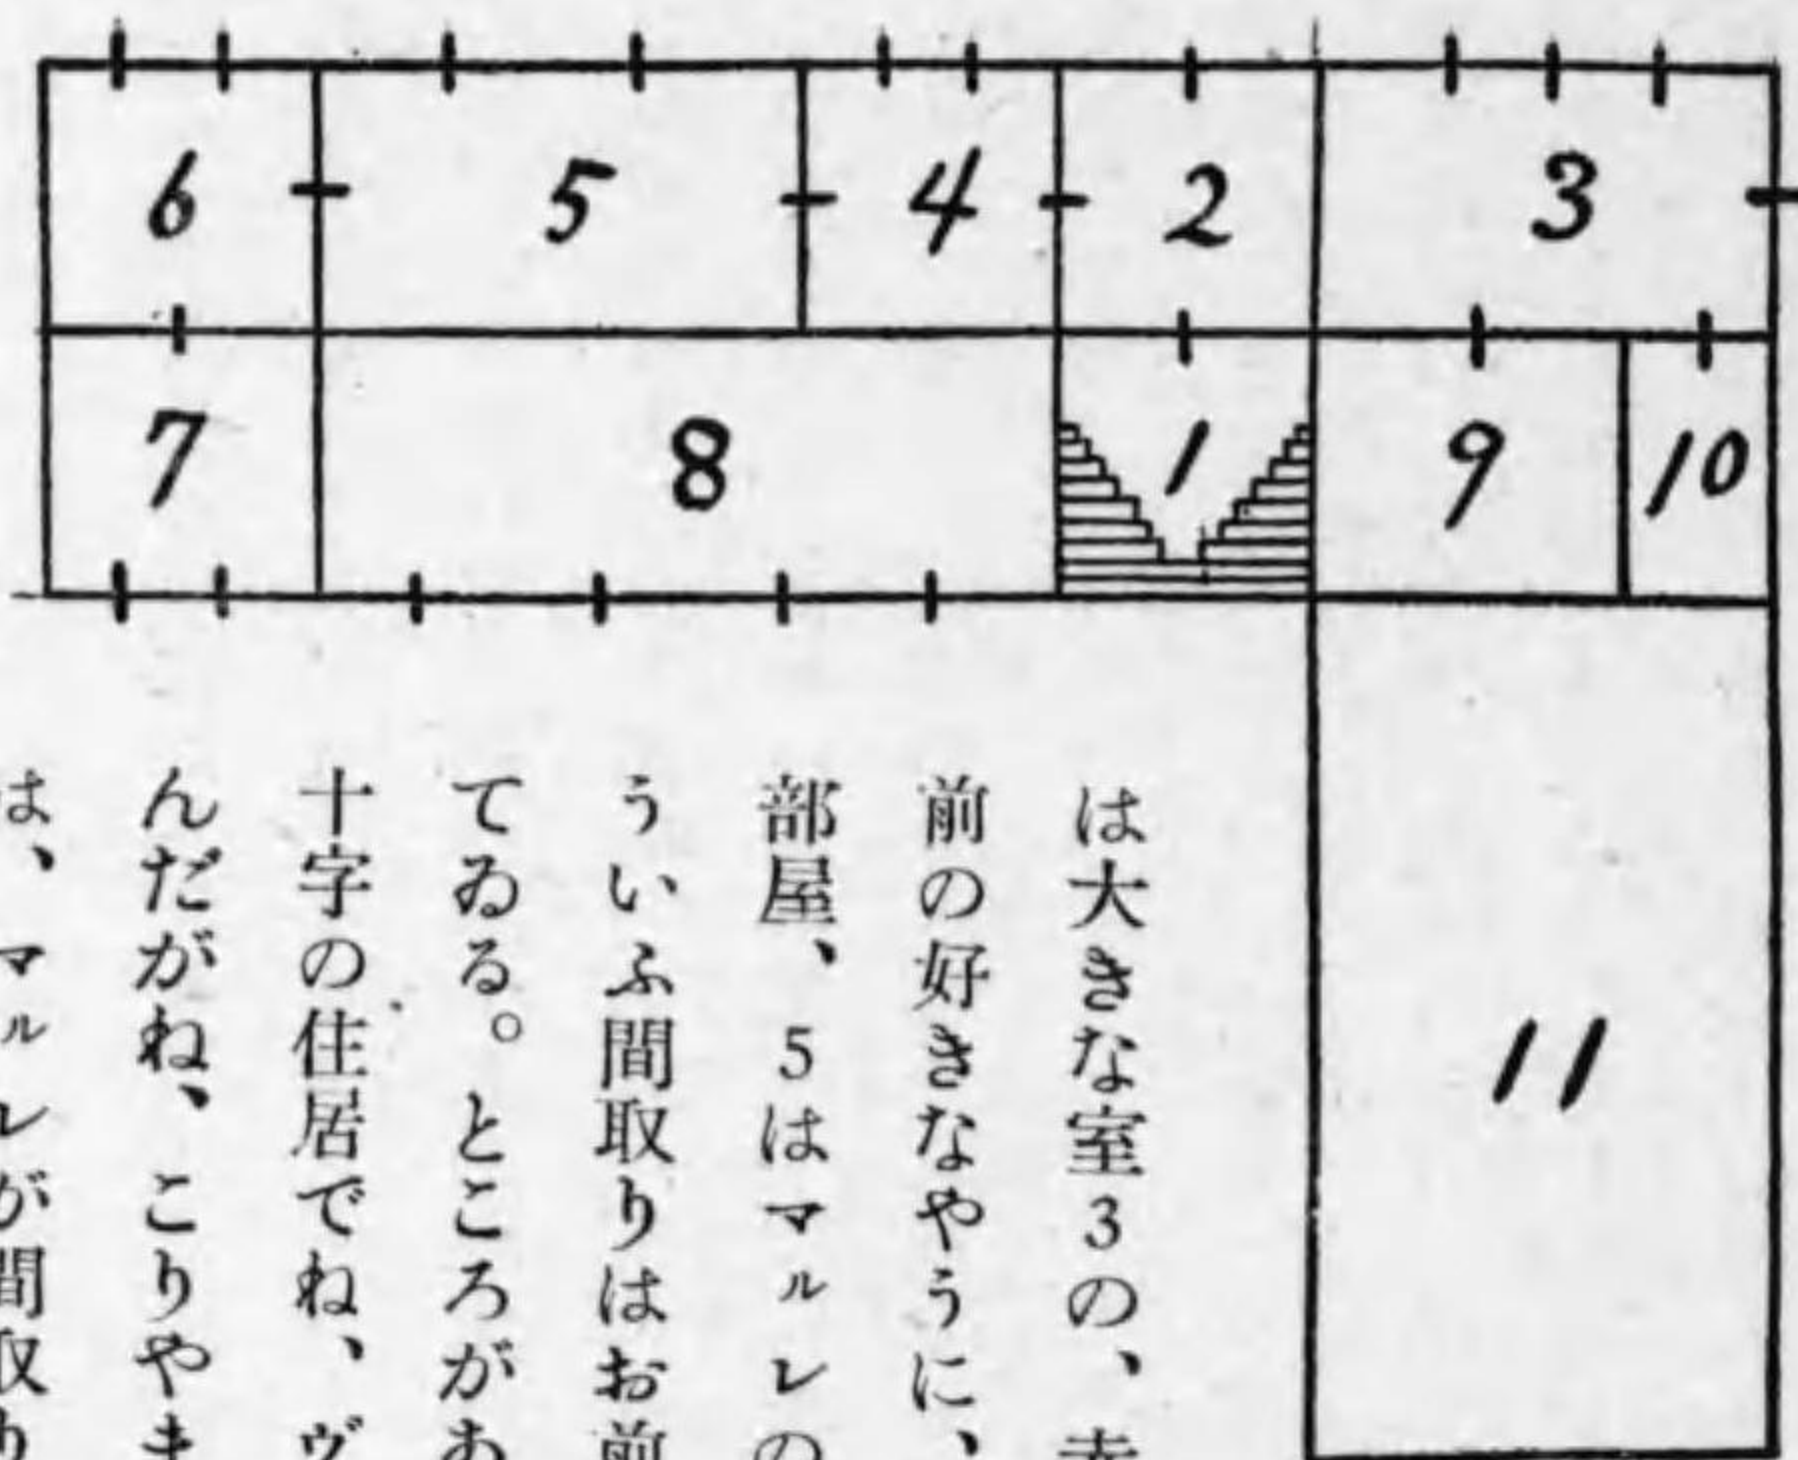 6 5 4 2 3
7 8 1 9 10
11
は大きな室3の、
前の好きなやうに、
部屋、5はマルレの
ういふ間取りはお前
てゐる。ところがあ
十字の住居でね、ヴ
んだがね、こりやま
は、マルレが間取り